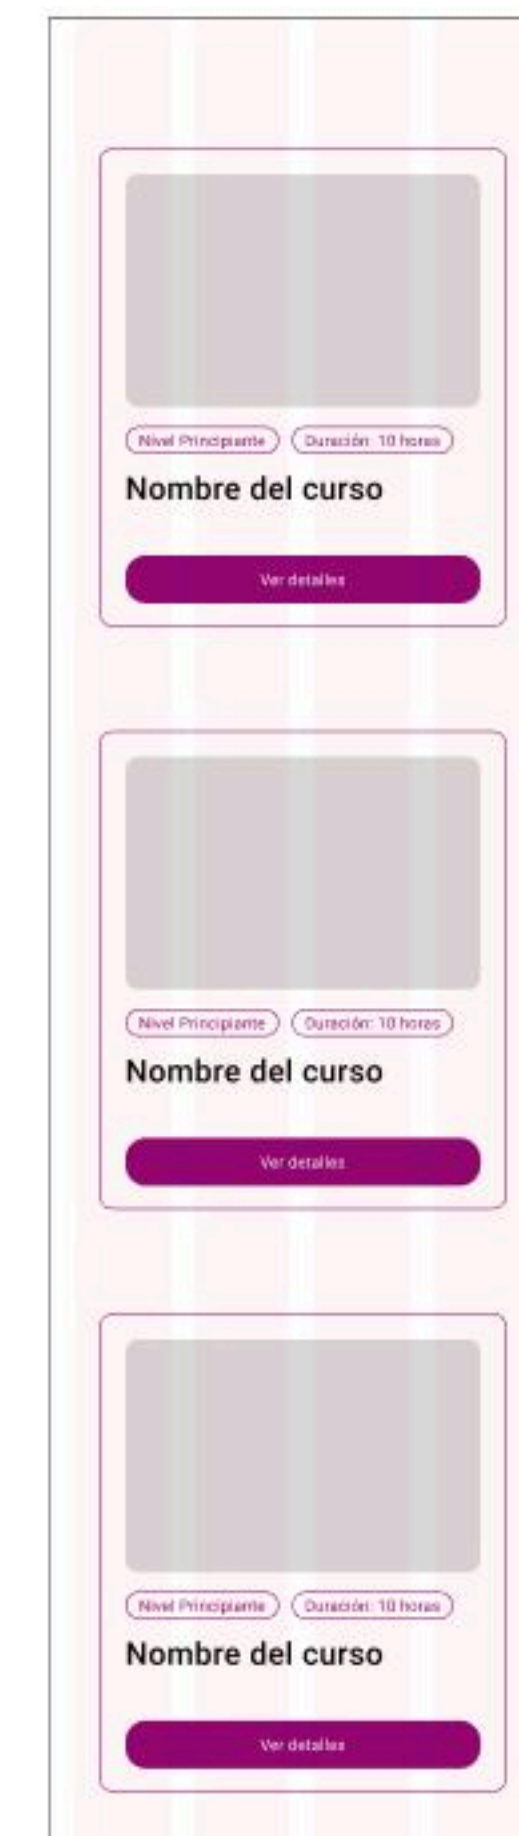 Nivel Principiante
Duración: 10 horas
Nombre del curso
Ver detalles
Nivel Principiante
Duración: 10 horas
Nombre del curso
Ver detalles
Nivel Principiante
Duración: 10 horas
Nombre del curso
Ver detalles